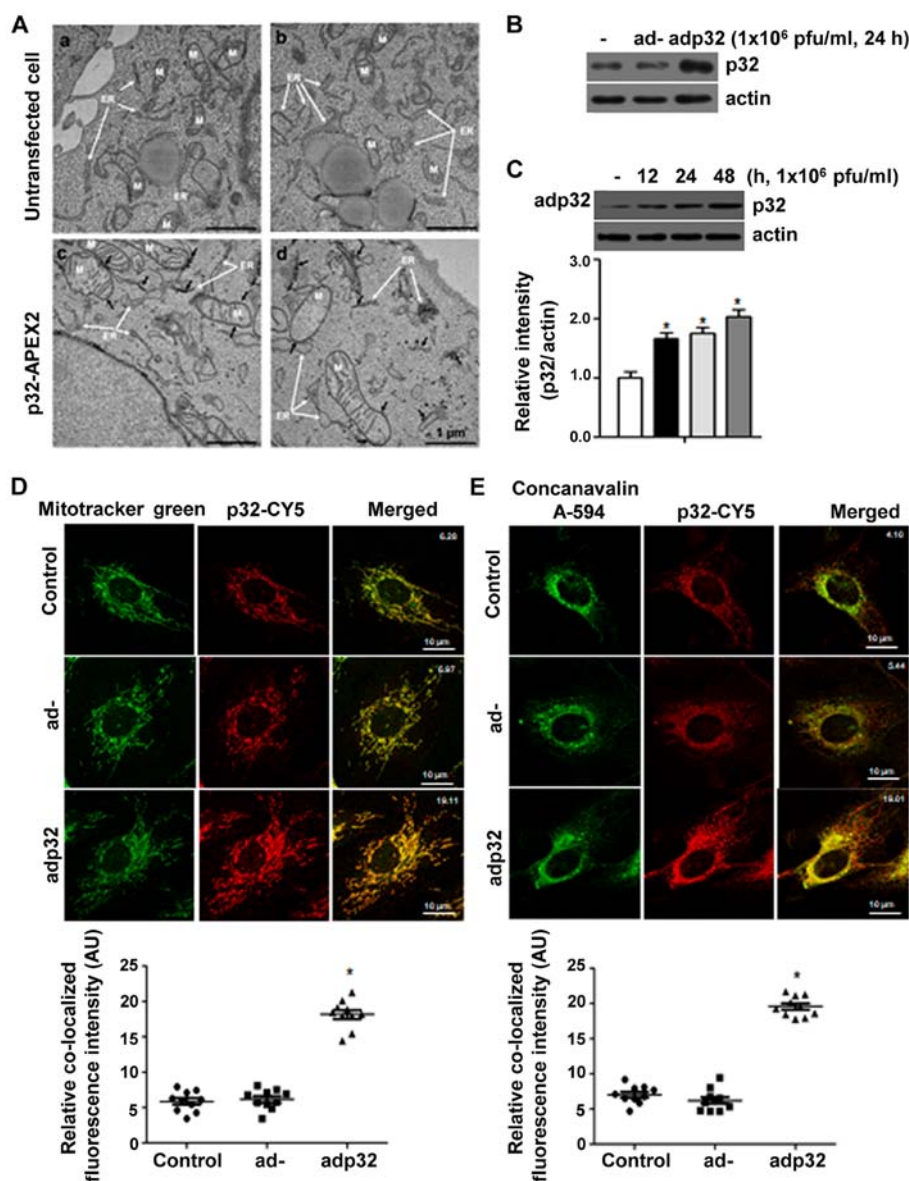 A
Untransfected cell
a
M
M
M
M
ER
M
M
M
ER
M
b
ER
M
ER
M
M
p32-APEX2
c
M
M
M
ER
M
ER
d
ER
M
ER
M
1 µm
B
- ad- adp32 (1x10⁶ pfu/ml, 24 h)
p32
actin
C
- 12 24 48 (h, 1x10⁶ pfu/ml)
adp32
p32
actin
Relative intensity
(p32/ actin)
3.0
2.0
1.0
0.0
* * *
D
Mitotracker green p32-CY5 Merged
Control
6.28
10 µm
ad-
6.97
10 µm
adp32
19.11
10 µm
Relative co-localized
fluorescence intensity (AU)
25
20
15
10
5
0
*
Control ad- adp32
E
Concanavalin
A-594 p32-CY5 Merged
Control
4.16
10 µm
ad-
5.44
10 µm
adp32
19.01
10 µm
Relative co-localized
fluorescence intensity (AU)
25
20
15
10
5
0
*
Control ad- adp32